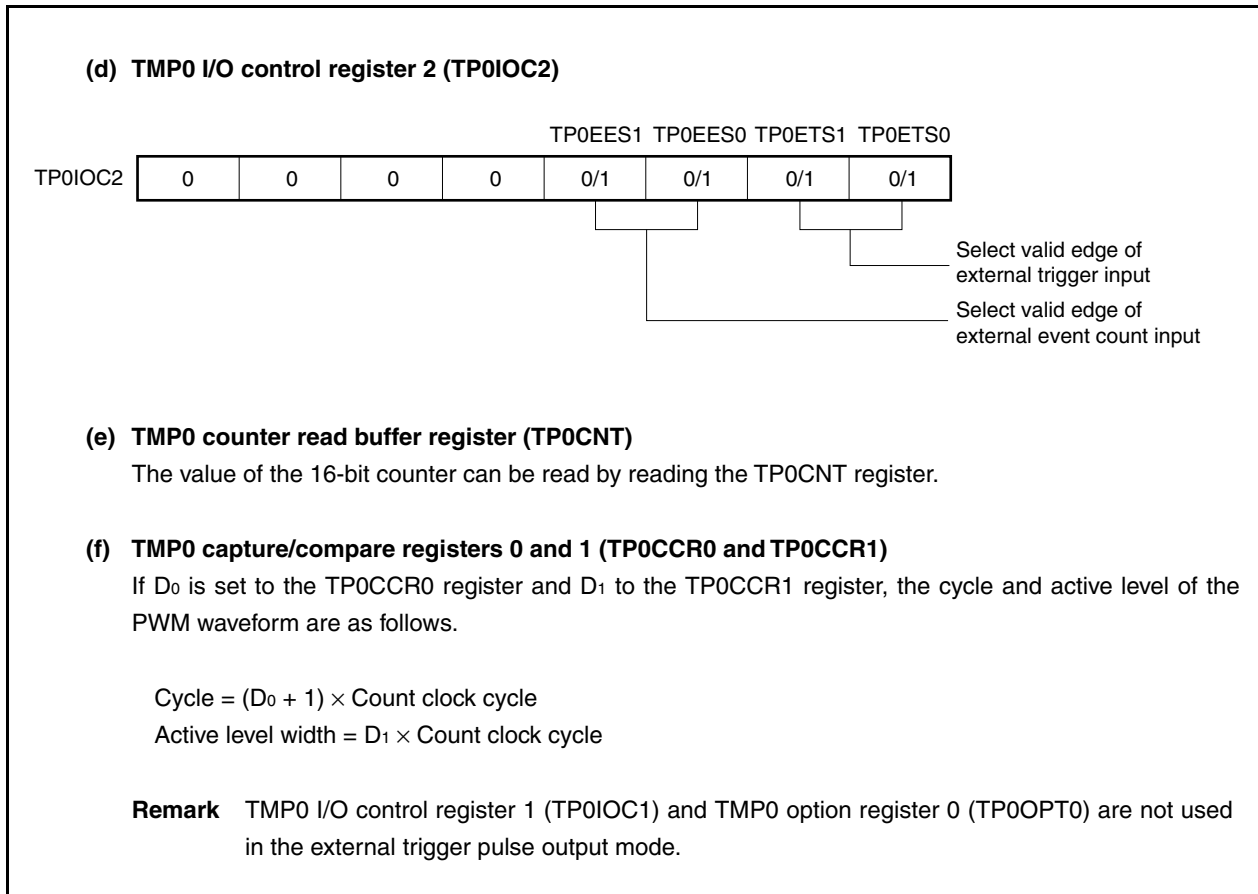 (d) TMP0 I/O control register 2 (TP0IOC2)
TP0EES1 TP0EES0 TP0ETS1 TP0ETS0
TP0IOC2 0 0 0 0 0/1 0/1 0/1 0/1
Select valid edge of
external trigger input
Select valid edge of
external event count input
(e) TMP0 counter read buffer register (TP0CNT)
The value of the 16-bit counter can be read by reading the TP0CNT register.
(f) TMP0 capture/compare registers 0 and 1 (TP0CCR0 and TP0CCR1)
If D0 is set to the TP0CCR0 register and D1 to the TP0CCR1 register, the cycle and active level of the
PWM waveform are as follows.
Cycle = (D0 + 1) × Count clock cycle
Active level width = D1 × Count clock cycle
Remark TMP0 I/O control register 1 (TP0IOC1) and TMP0 option register 0 (TP0OPT0) are not used
in the external trigger pulse output mode.